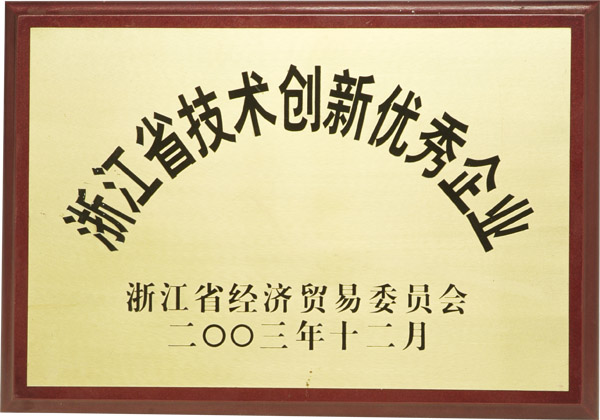 浙江省技术创新优秀企业
浙江省经济贸易委员会
二〇〇三年十二月